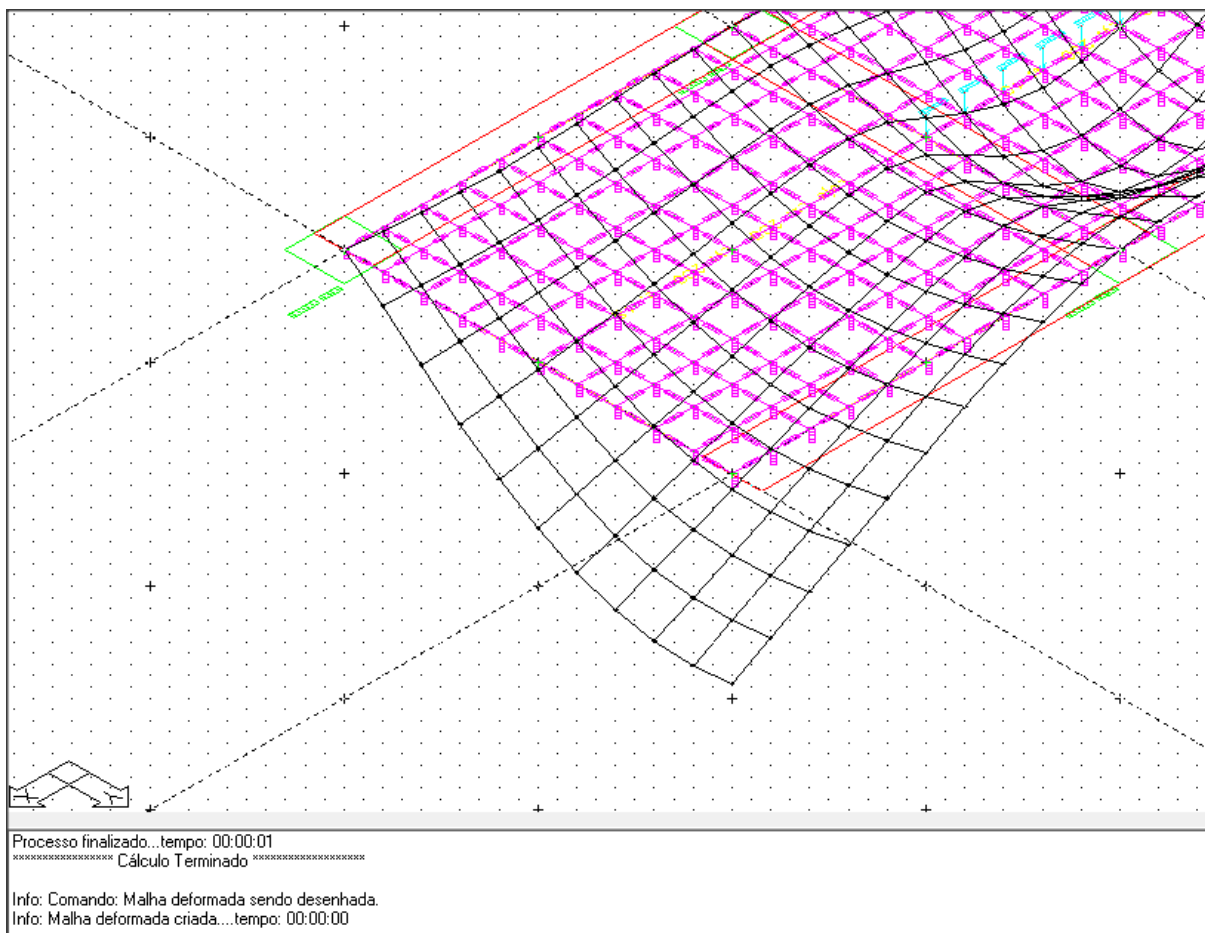 Processo finalizado...tempo: 00:00:01
****************** Cálculo Terminado ********************
Info: Comando: Malha deformada sendo desenhada.
Info: Malha deformada criada....tempo: 00:00:00